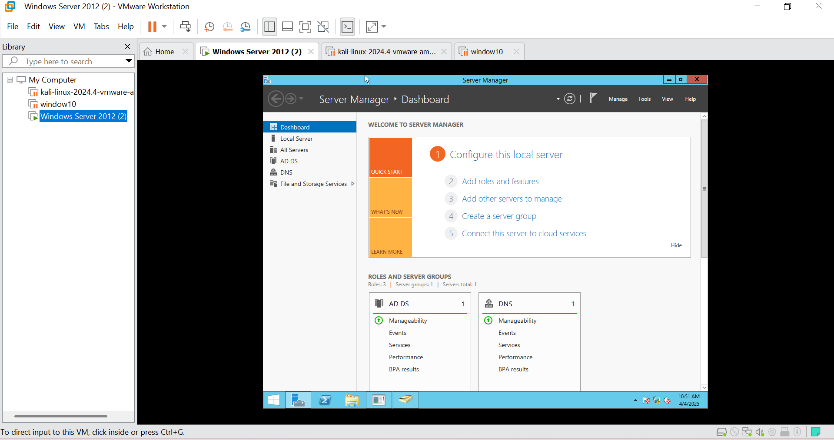 Windows Server 2012 (2) - VMware Workstation
File Edit View VM Tabs Help
Library
Type here to search
My Computer
kali-linux-2024.4-vmware-a
window10
Windows Server 2012 (2)
Home
Windows Server 2012 (2)
kali-linux-2024.4-vmware-am...
window10
Server Manager
Server Manager • Dashboard
Manage Tools View Help
Dashboard
Local Server
All Servers
AD DS
DNS
File and Storage Services
WELCOME TO SERVER MANAGER
QUICK START
WHAT'S NEW
LEARN MORE
1 Configure this local server
2 Add roles and features
3 Add other servers to manage
4 Create a server group
5 Connect this server to cloud services
Hide
ROLES AND SERVER GROUPS
Roles: 3 | Server groups: 1 | Servers total: 1
AD DS 1
Manageability
Events
Services
Performance
BPA results
DNS 1
Manageability
Events
Services
Performance
BPA results
4/4/2025
To direct input to this VM, click inside or press Ctrl+G.